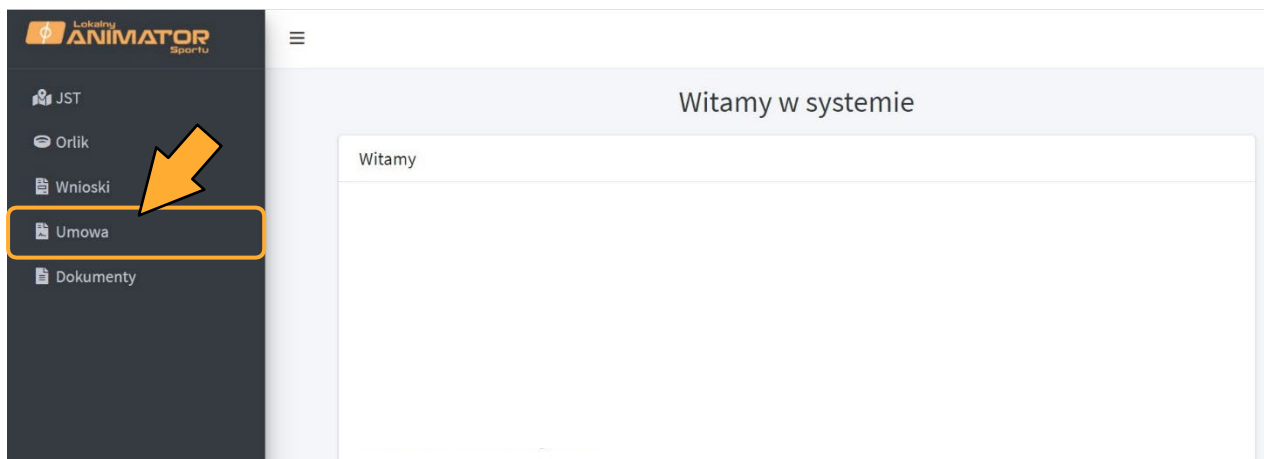 Lokalny
ANIMATOR
Sportu
JST
Orlik
Wnioski
Umowa
Dokumenty
Witamy w systemie
Witamy